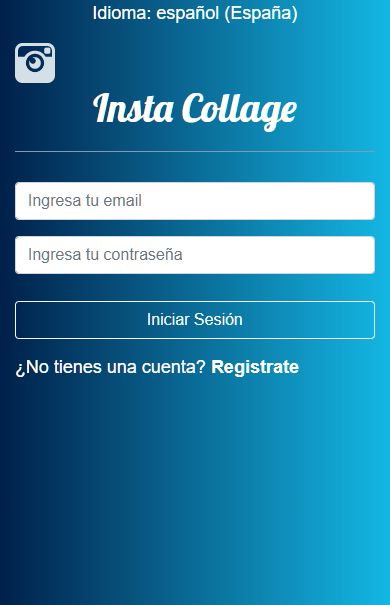 Idioma: español (España)
Insta Collage
Ingresa tu email
Ingresa tu contraseña
Iniciar Sesión
¿No tienes una cuenta? Registrate